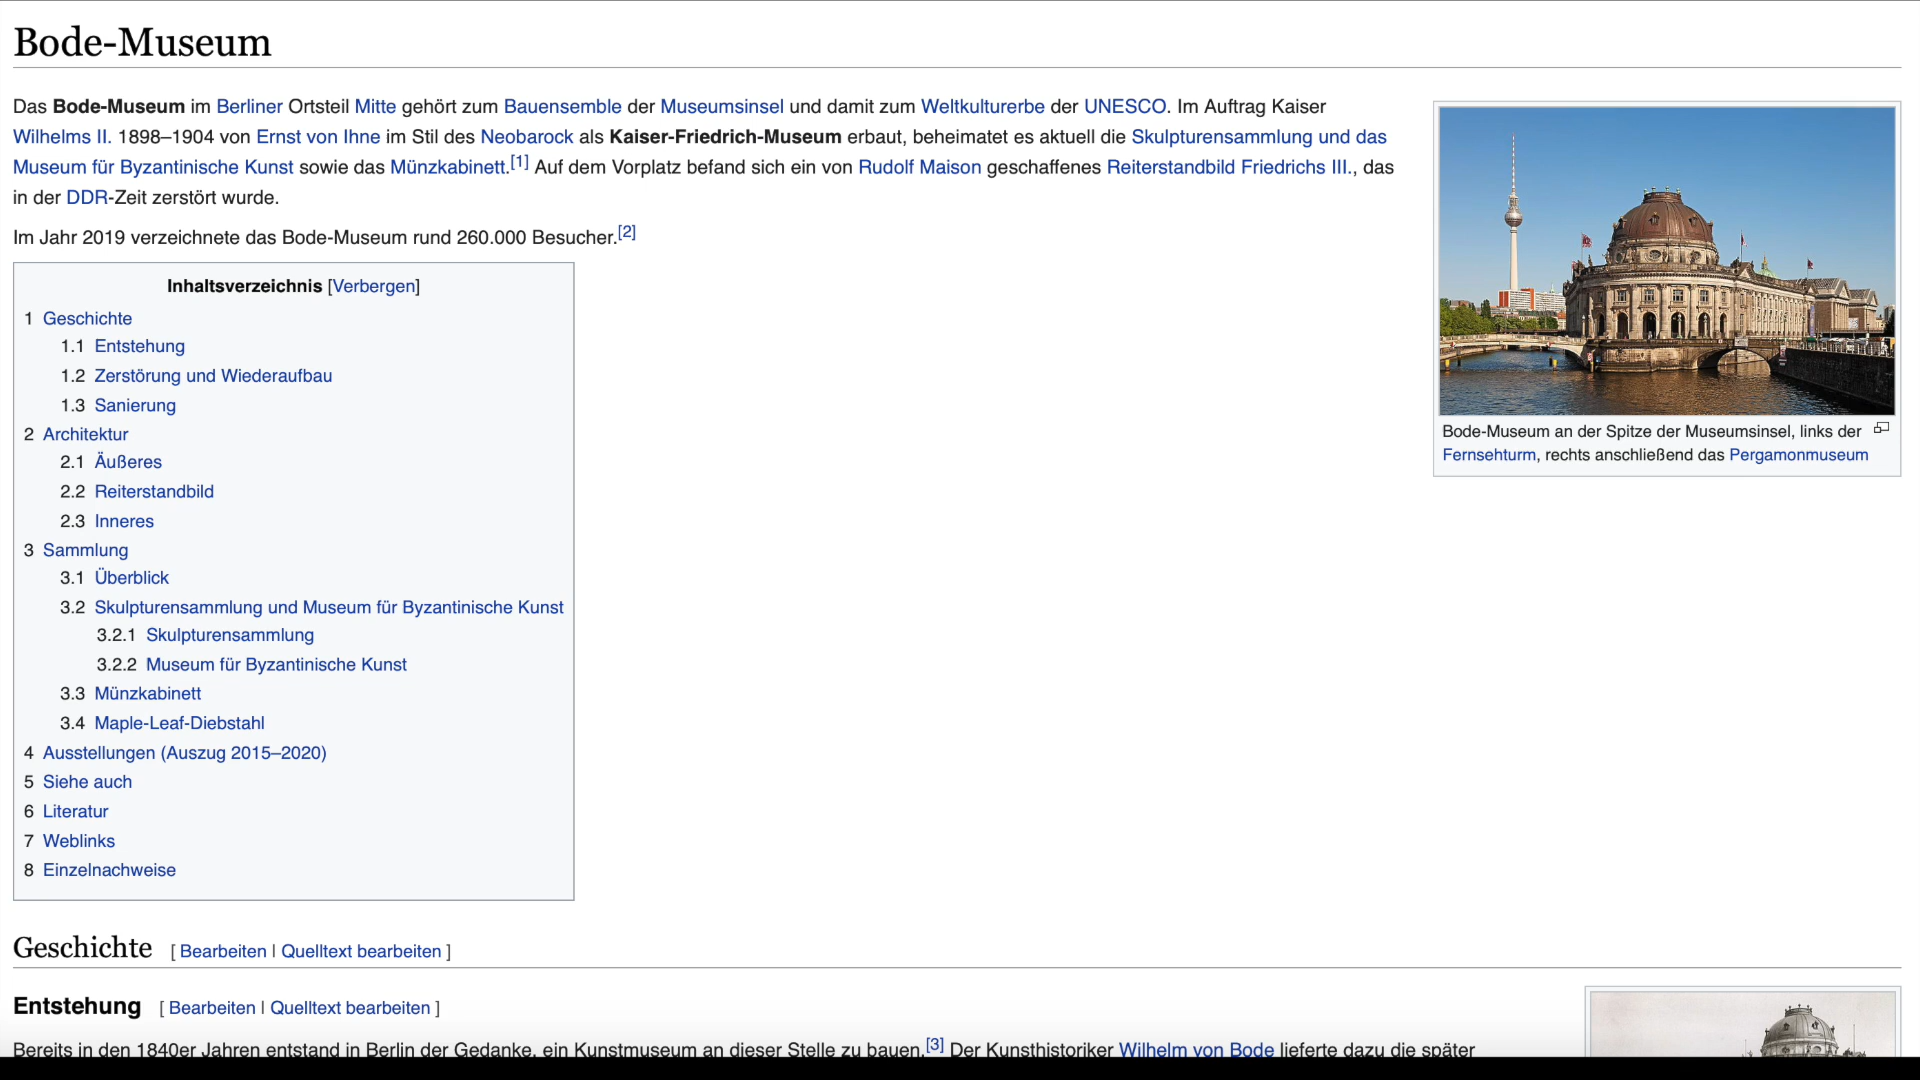 Bode-Museum
Das Bode-Museum im Berliner Ortsteil Mitte gehört zum Bauensemble der Museumsinsel und damit zum Weltkulturerbe der UNESCO. Im Auftrag Kaiser
Wilhelms II. 1898–1904 von Ernst von Ihne im Stil des Neobarock als Kaiser-Friedrich-Museum erbaut, beheimatet es aktuell die Skulpturensammlung und das
Museum für Byzantinische Kunst sowie das Münzkabinett.[1] Auf dem Vorplatz befand sich ein von Rudolf Maison geschaffenes Reiterstandbild Friedrichs III., das
in der DDR-Zeit zerstört wurde.
Im Jahr 2019 verzeichnete das Bode-Museum rund 260.000 Besucher.[2]
Bode-Museum an der Spitze der Museumsinsel, links der
Fernsehturm, rechts anschließend das Pergamonmuseum
Inhaltsverzeichnis [Verbergen]
1 Geschichte
1.1 Entstehung
1.2 Zerstörung und Wiederaufbau
1.3 Sanierung
2 Architektur
2.1 Äußeres
2.2 Reiterstandbild
2.3 Inneres
3 Sammlung
3.1 Überblick
3.2 Skulpturensammlung und Museum für Byzantinische Kunst
3.2.1 Skulpturensammlung
3.2.2 Museum für Byzantinische Kunst
3.3 Münzkabinett
3.4 Maple-Leaf-Diebstahl
4 Ausstellungen (Auszug 2015–2020)
5 Siehe auch
6 Literatur
7 Weblinks
8 Einzelnachweise
Geschichte [ Bearbeiten | Quelltext bearbeiten ]
Entstehung [ Bearbeiten | Quelltext bearbeiten ]
Bereits in den 1840er Jahren entstand in Berlin der Gedanke, ein Kunstmuseum an dieser Stelle zu bauen.[3] Der Kunsthistoriker Wilhelm von Bode lieferte dazu die später